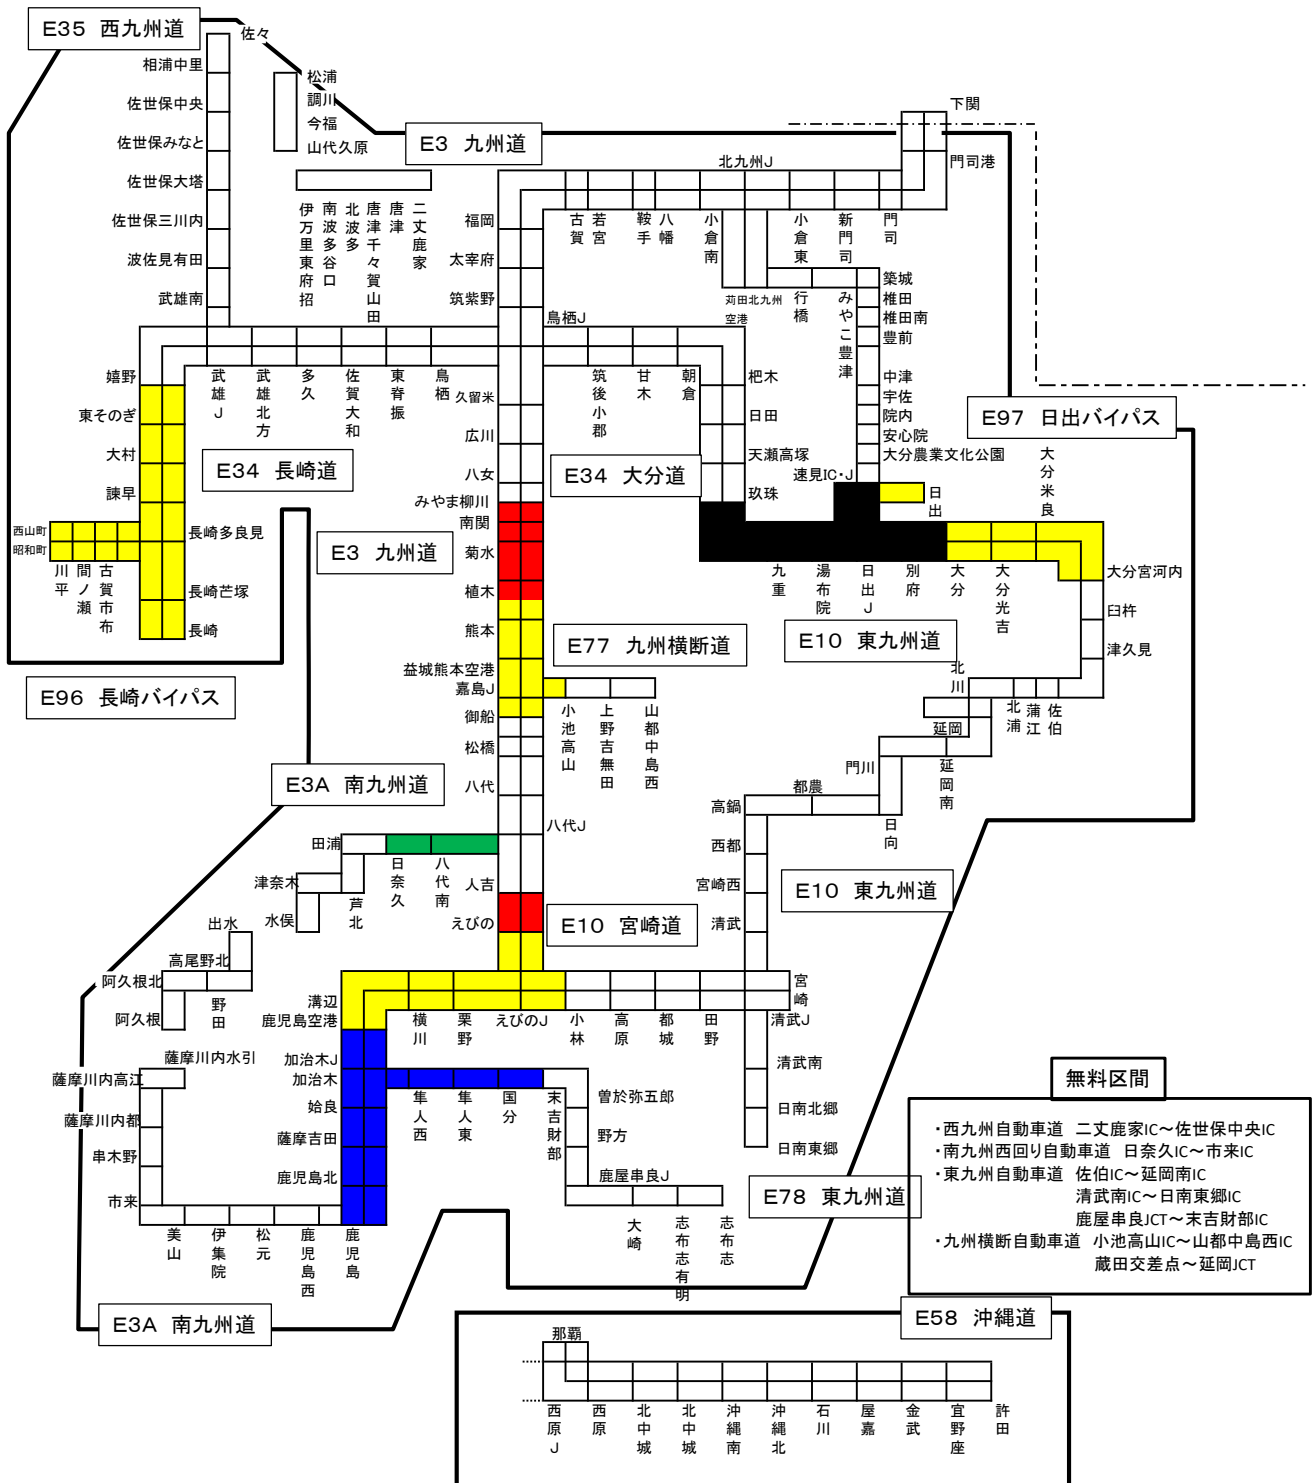 E35 西九州道
佐々
相浦中里
佐世保中央
佐世保みなと
佐世保大塔
佐世保三川内
波佐見有田
武雄南
松浦
調川
今福
山代久原
E3 九州道
下関
門司港
北九州J
伊万里東府招
南波多谷口
北波多
唐津千々賀山田
唐津
二丈鹿家
福岡
太宰府
筑紫野
古賀
若宮
鞍手
八幡
小倉南
小倉東
新門司
門司
苅田北九州
空港
行橋
みやこ豊津
築城
椎田
椎田南
豊前
中津
宇佐
院内
安心院
大分農業文化公園
速見IC・J
鳥栖J
嬉野
東そのぎ
大村
諫早
西山町
昭和町
川平
間ノ瀬
古賀市布
長崎多良見
長崎芒塚
長崎
武雄J
武雄北方
多久
佐賀大和
東脊振
鳥栖
久留米
広川
八女
みやま柳川
南関
菊水
植木
熊本
益城熊本空港
嘉島J
御船
松橋
八代
八代J
人吉
えびの
筑後小郡
甘木
朝倉
杷木
日田
天瀬高塚
玖珠
E34 長崎道
E34 大分道
E97 日出バイパス
日出
大分米良
九重
湯布院
日出J
別府
大分
大分光吉
大分宮河内
臼杵
津久見
E3 九州道
E77 九州横断道
E10 東九州道
E96 長崎バイパス
小池高山
上野吉無田
山都中島西
北川
北浦
蒲江
佐伯
延岡
延岡南
門川
日向
都農
高鍋
西都
宮崎西
清武
E3A 南九州道
田浦
日奈久
八代南
津奈木
水俣
芦北
出水
高尾野北
阿久根北
野田
阿久根
E10 宮崎道
E10 東九州道
溝辺
鹿児島空港
横川
栗野
えびのJ
小林
高原
都城
田野
宮崎
清武J
清武南
日南北郷
日南東郷
加治木J
加治木
姶良
薩摩吉田
鹿児島北
隼人西
隼人東
国分
末吉財部
曽於弥五郎
野方
鹿屋串良J
大崎
志布志有明
志布志
薩摩川内水引
薩摩川内高江
薩摩川内都
串木野
市来
美山
伊集院
松元
鹿児島西
鹿児島
E78 東九州道
E3A 南九州道
無料区間
・西九州自動車道 二丈鹿家IC～佐世保中央IC
・南九州西回り自動車道 日奈久IC～市来IC
・東九州自動車道 佐伯IC～延岡南IC
清武南IC～日南東郷IC
鹿屋串良JCT～末吉財部IC
・九州横断自動車道 小池高山IC～山都中島西IC
蔵田交差点～延岡JCT
E58 沖縄道
那覇
西原J
西原
北中城
北中城
沖縄南
沖縄北
石川
屋嘉
金武
宜野座
許田